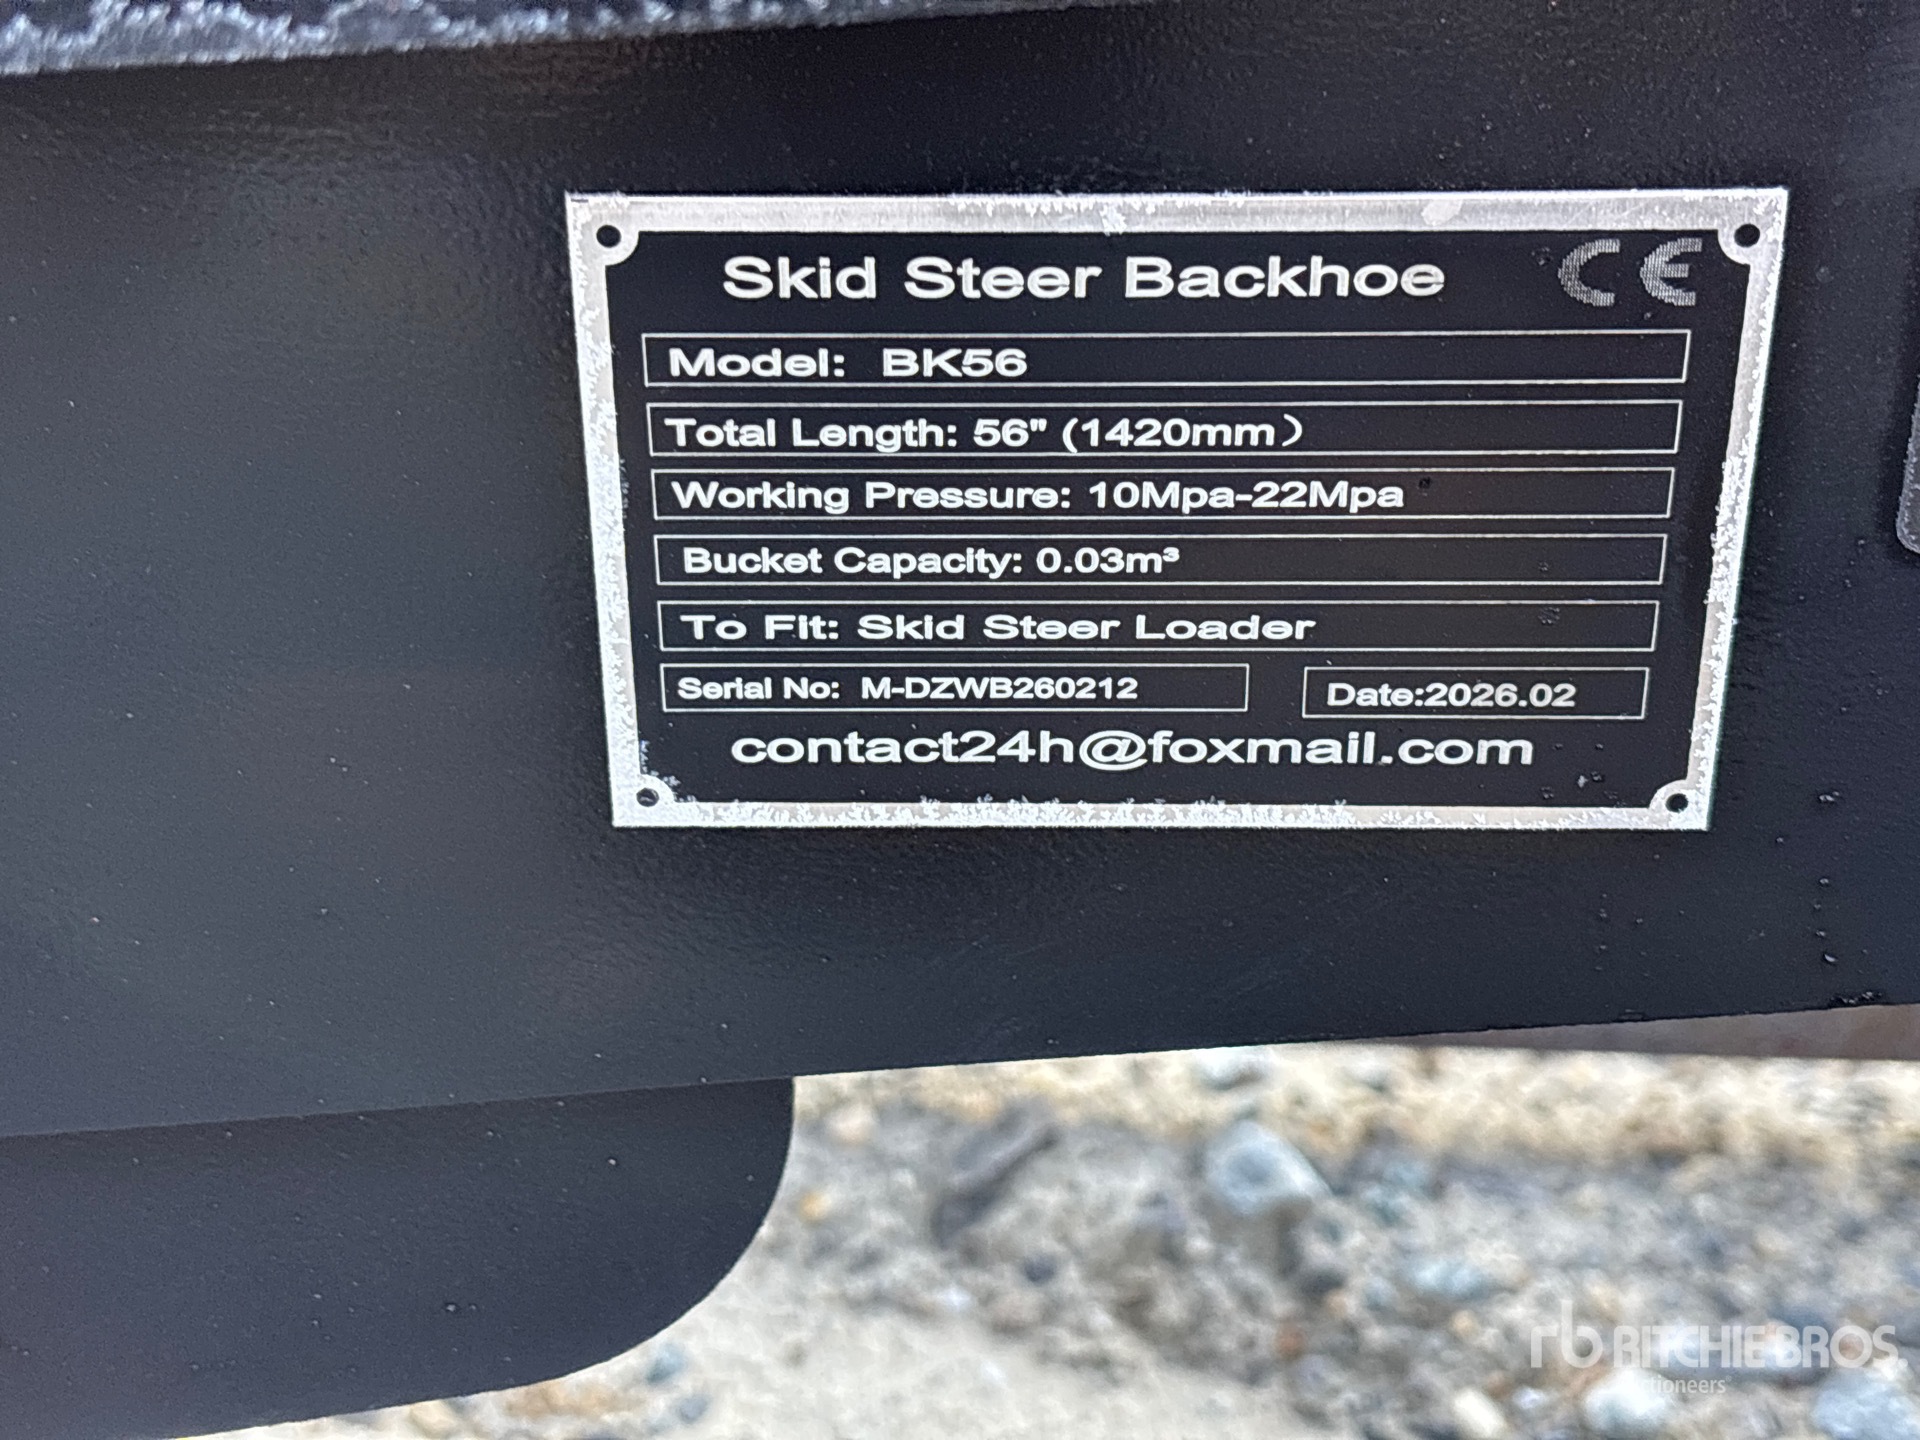 Skid Steer Backhoe CE
Model: BK56
Total Length: 56" (1420mm)
Working Pressure: 10Mpa-22Mpa
Bucket Capacity: 0.03m³
To Fit: Skid Steer Loader
Serial No: M-DZWB260212 Date:2026.02
contact24h@foxmail.com
rb RITCHIE BROS